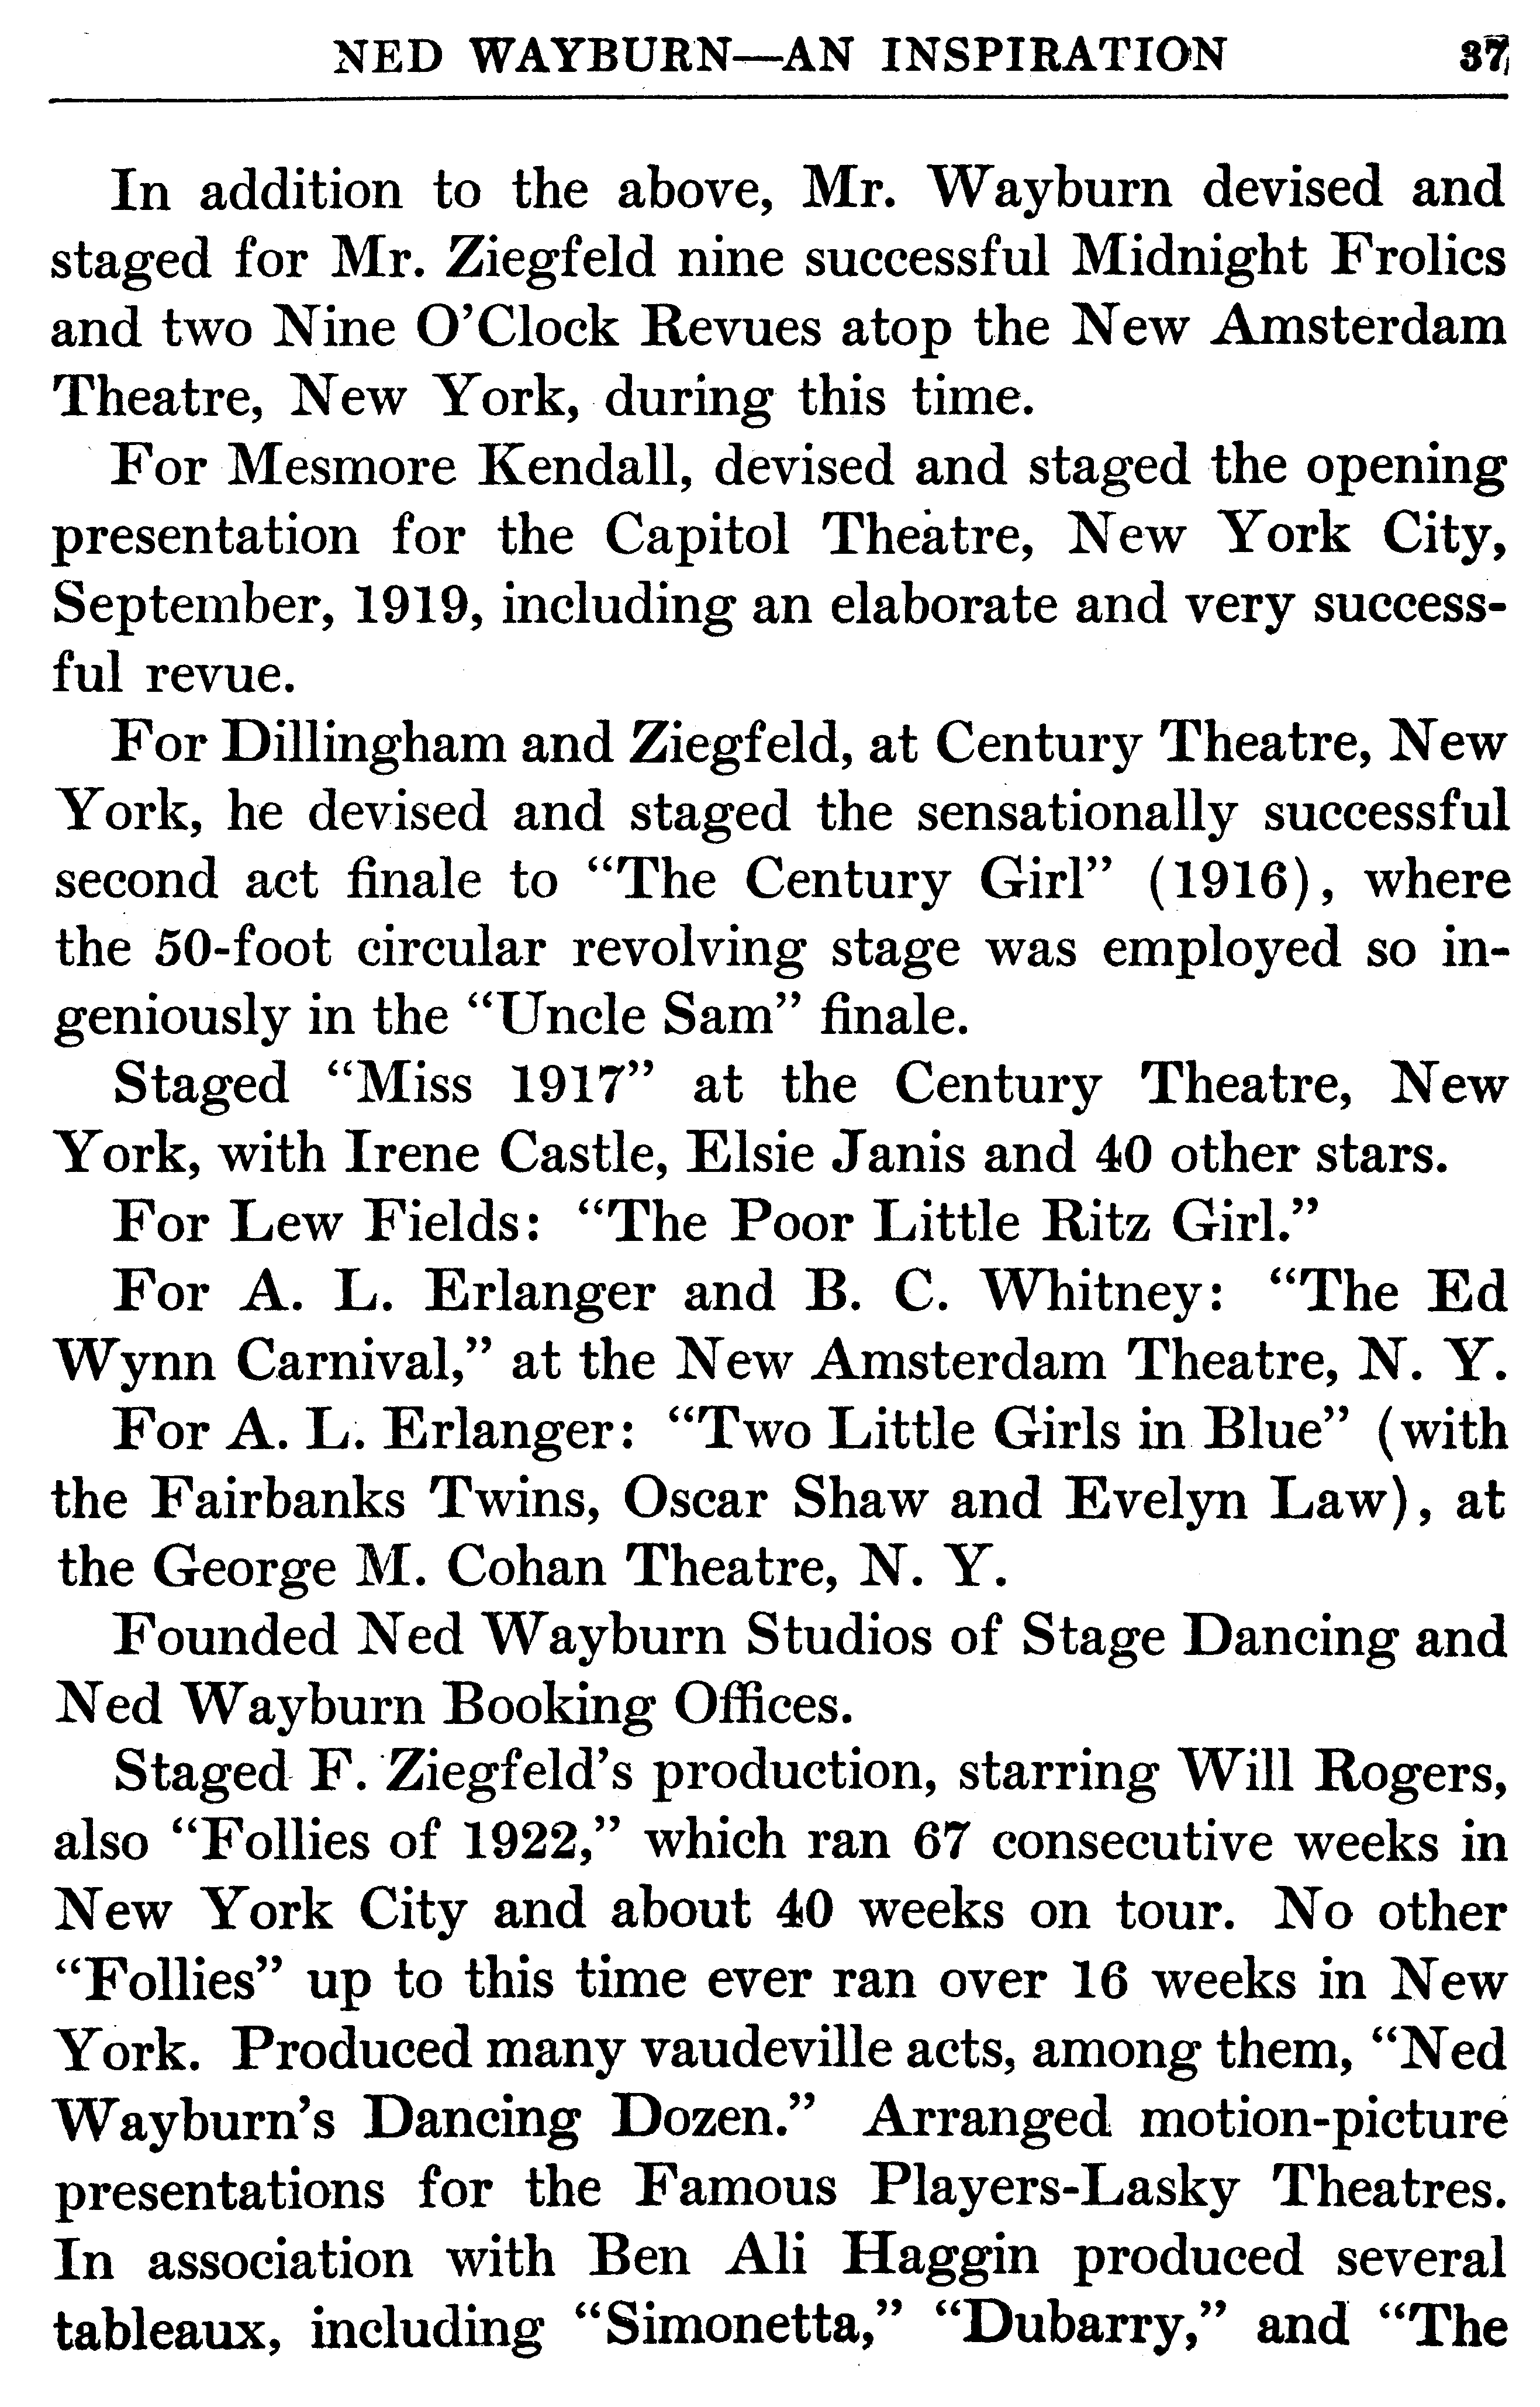 NED WAYBURN—AN INSPIRATION 37
In addition to the above, Mr. Wayburn devised and
staged for Mr. Ziegfeld nine successful Midnight Frolics
and two Nine O’Clock Revues atop the New Amsterdam
Theatre, New York, during this time.
For Mesmore Kendall, devised and staged the opening
presentation for the Capitol Theatre, New York City,
September, 1919, including an elaborate and very success-
ful revue.
For Dillingham and Ziegfeld, at Century Theatre, New
York, he devised and staged the sensationally successful
second act finale to “The Century Girl” (1916), where
the 50-foot circular revolving stage was employed so in-
geniously in the “Uncle Sam” finale.
Staged “Miss 1917” at the Century Theatre, New
York, with Irene Castle, Elsie Janis and 40 other stars.
For Lew Fields: “The Poor Little Ritz Girl.”
For A. L. Erlanger and B. C. Whitney: “The Ed
Wynn Carnival,” at the New Amsterdam Theatre, N. Y.
For A. L. Erlanger: “Two Little Girls in Blue” (with
the Fairbanks Twins, Oscar Shaw and Evelyn Law), at
the George M. Cohan Theatre, N. Y.
Founded Ned Wayburn Studios of Stage Dancing and
Ned Wayburn Booking Offices.
Staged F. Ziegfeld’s production, starring Will Rogers,
also “Follies of 1922,” which ran 67 consecutive weeks in
New York City and about 40 weeks on tour. No other
“Follies” up to this time ever ran over 16 weeks in New
York. Produced many vaudeville acts, among them, “Ned
Wayburn’s Dancing Dozen.” Arranged motion-picture
presentations for the Famous Players-Lasky Theatres.
In association with Ben Ali Haggin produced several
tableaux, including “Simonetta,” “Dubarry,” and “The